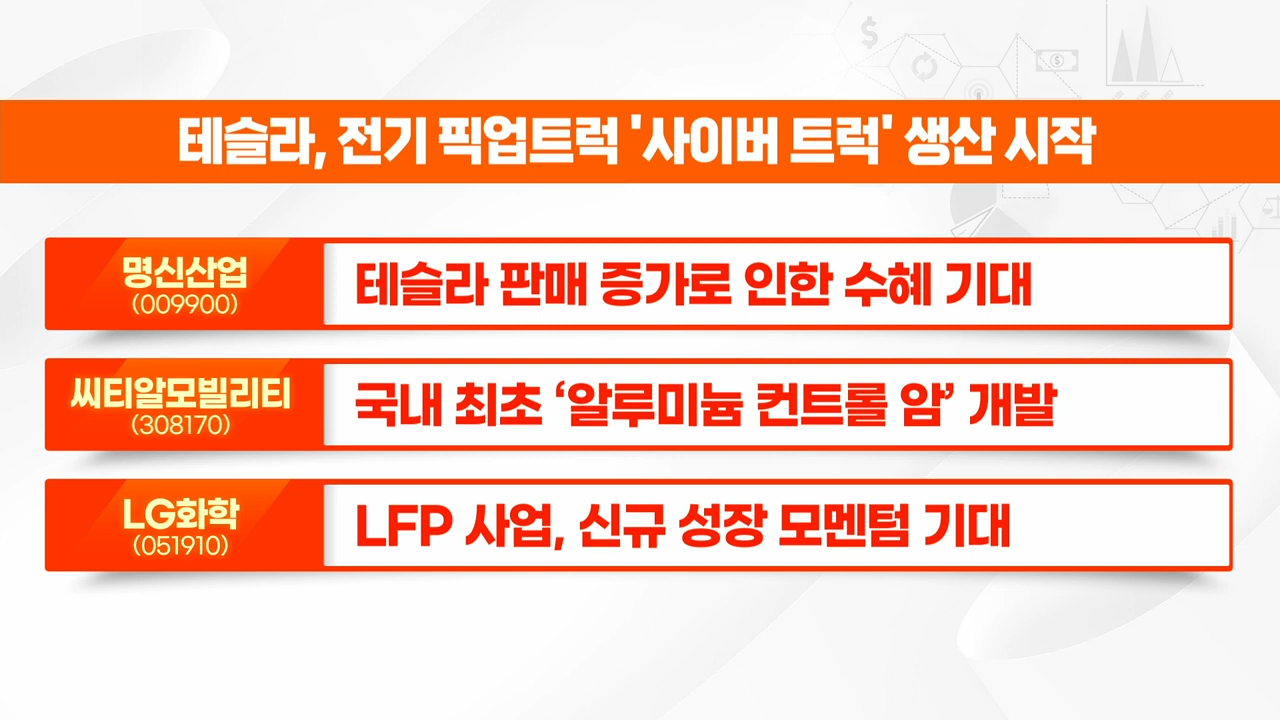 테슬라, 전기 픽업트럭 '사이버 트럭' 생산 시작
명신산업
(009900)
테슬라 판매 증가로 인한 수혜 기대
씨티알모빌리티
(308170)
국내 최초 ‘알루미늄 컨트롤 암’ 개발
LG화학
(051910)
LFP 사업, 신규 성장 모멘텀 기대